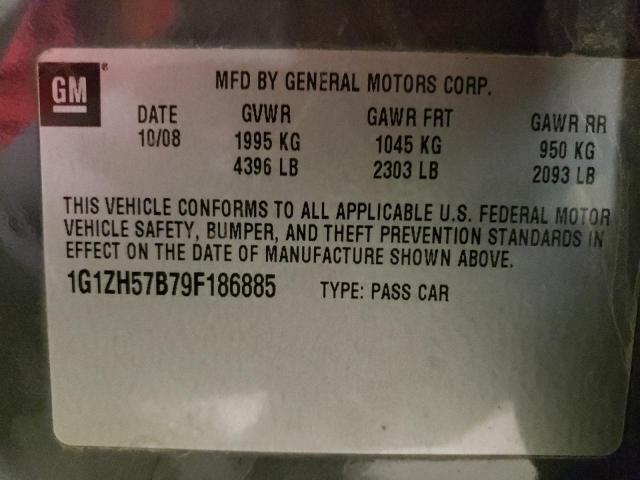 GM®
MFD BY GENERAL MOTORS CORP.
DATE GVWR GAWR FRT GAWR RR
10/08 1995 KG 1045 KG 950 KG
4396 LB 2303 LB 2093 LB
THIS VEHICLE CONFORMS TO ALL APPLICABLE U.S. FEDERAL MOTOR
VEHICLE SAFETY, BUMPER, AND THEFT PREVENTION STANDARDS IN
EFFECT ON THE DATE OF MANUFACTURE SHOWN ABOVE.
1G1ZH57B79F186885 TYPE: PASS CAR